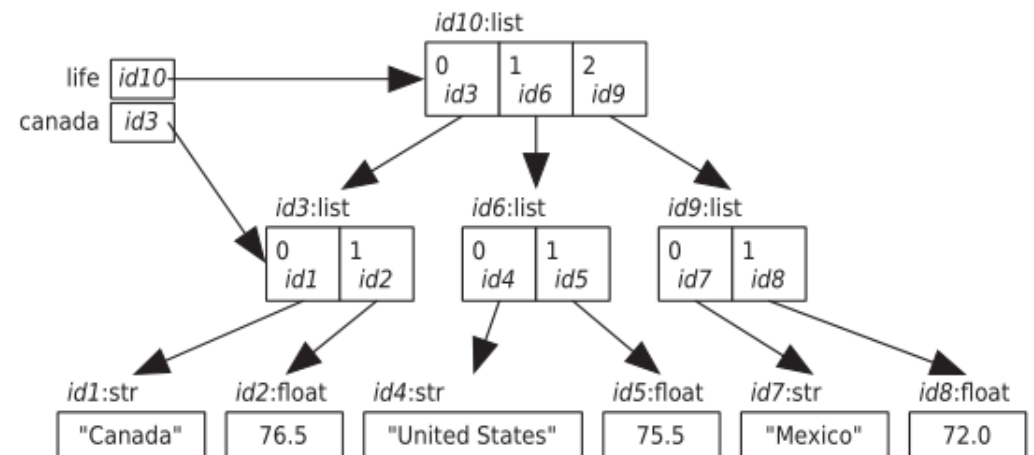 id10:list
life id10
0 1 2
id3 id6 id9
canada id3
id3:list id6:list id9:list
0 1 0 1 0 1
id1 id2 id4 id5 id7 id8
id1:str id2:float id4:str id5:float id7:str id8:float
"Canada" 76.5 "United States" 75.5 "Mexico" 72.0